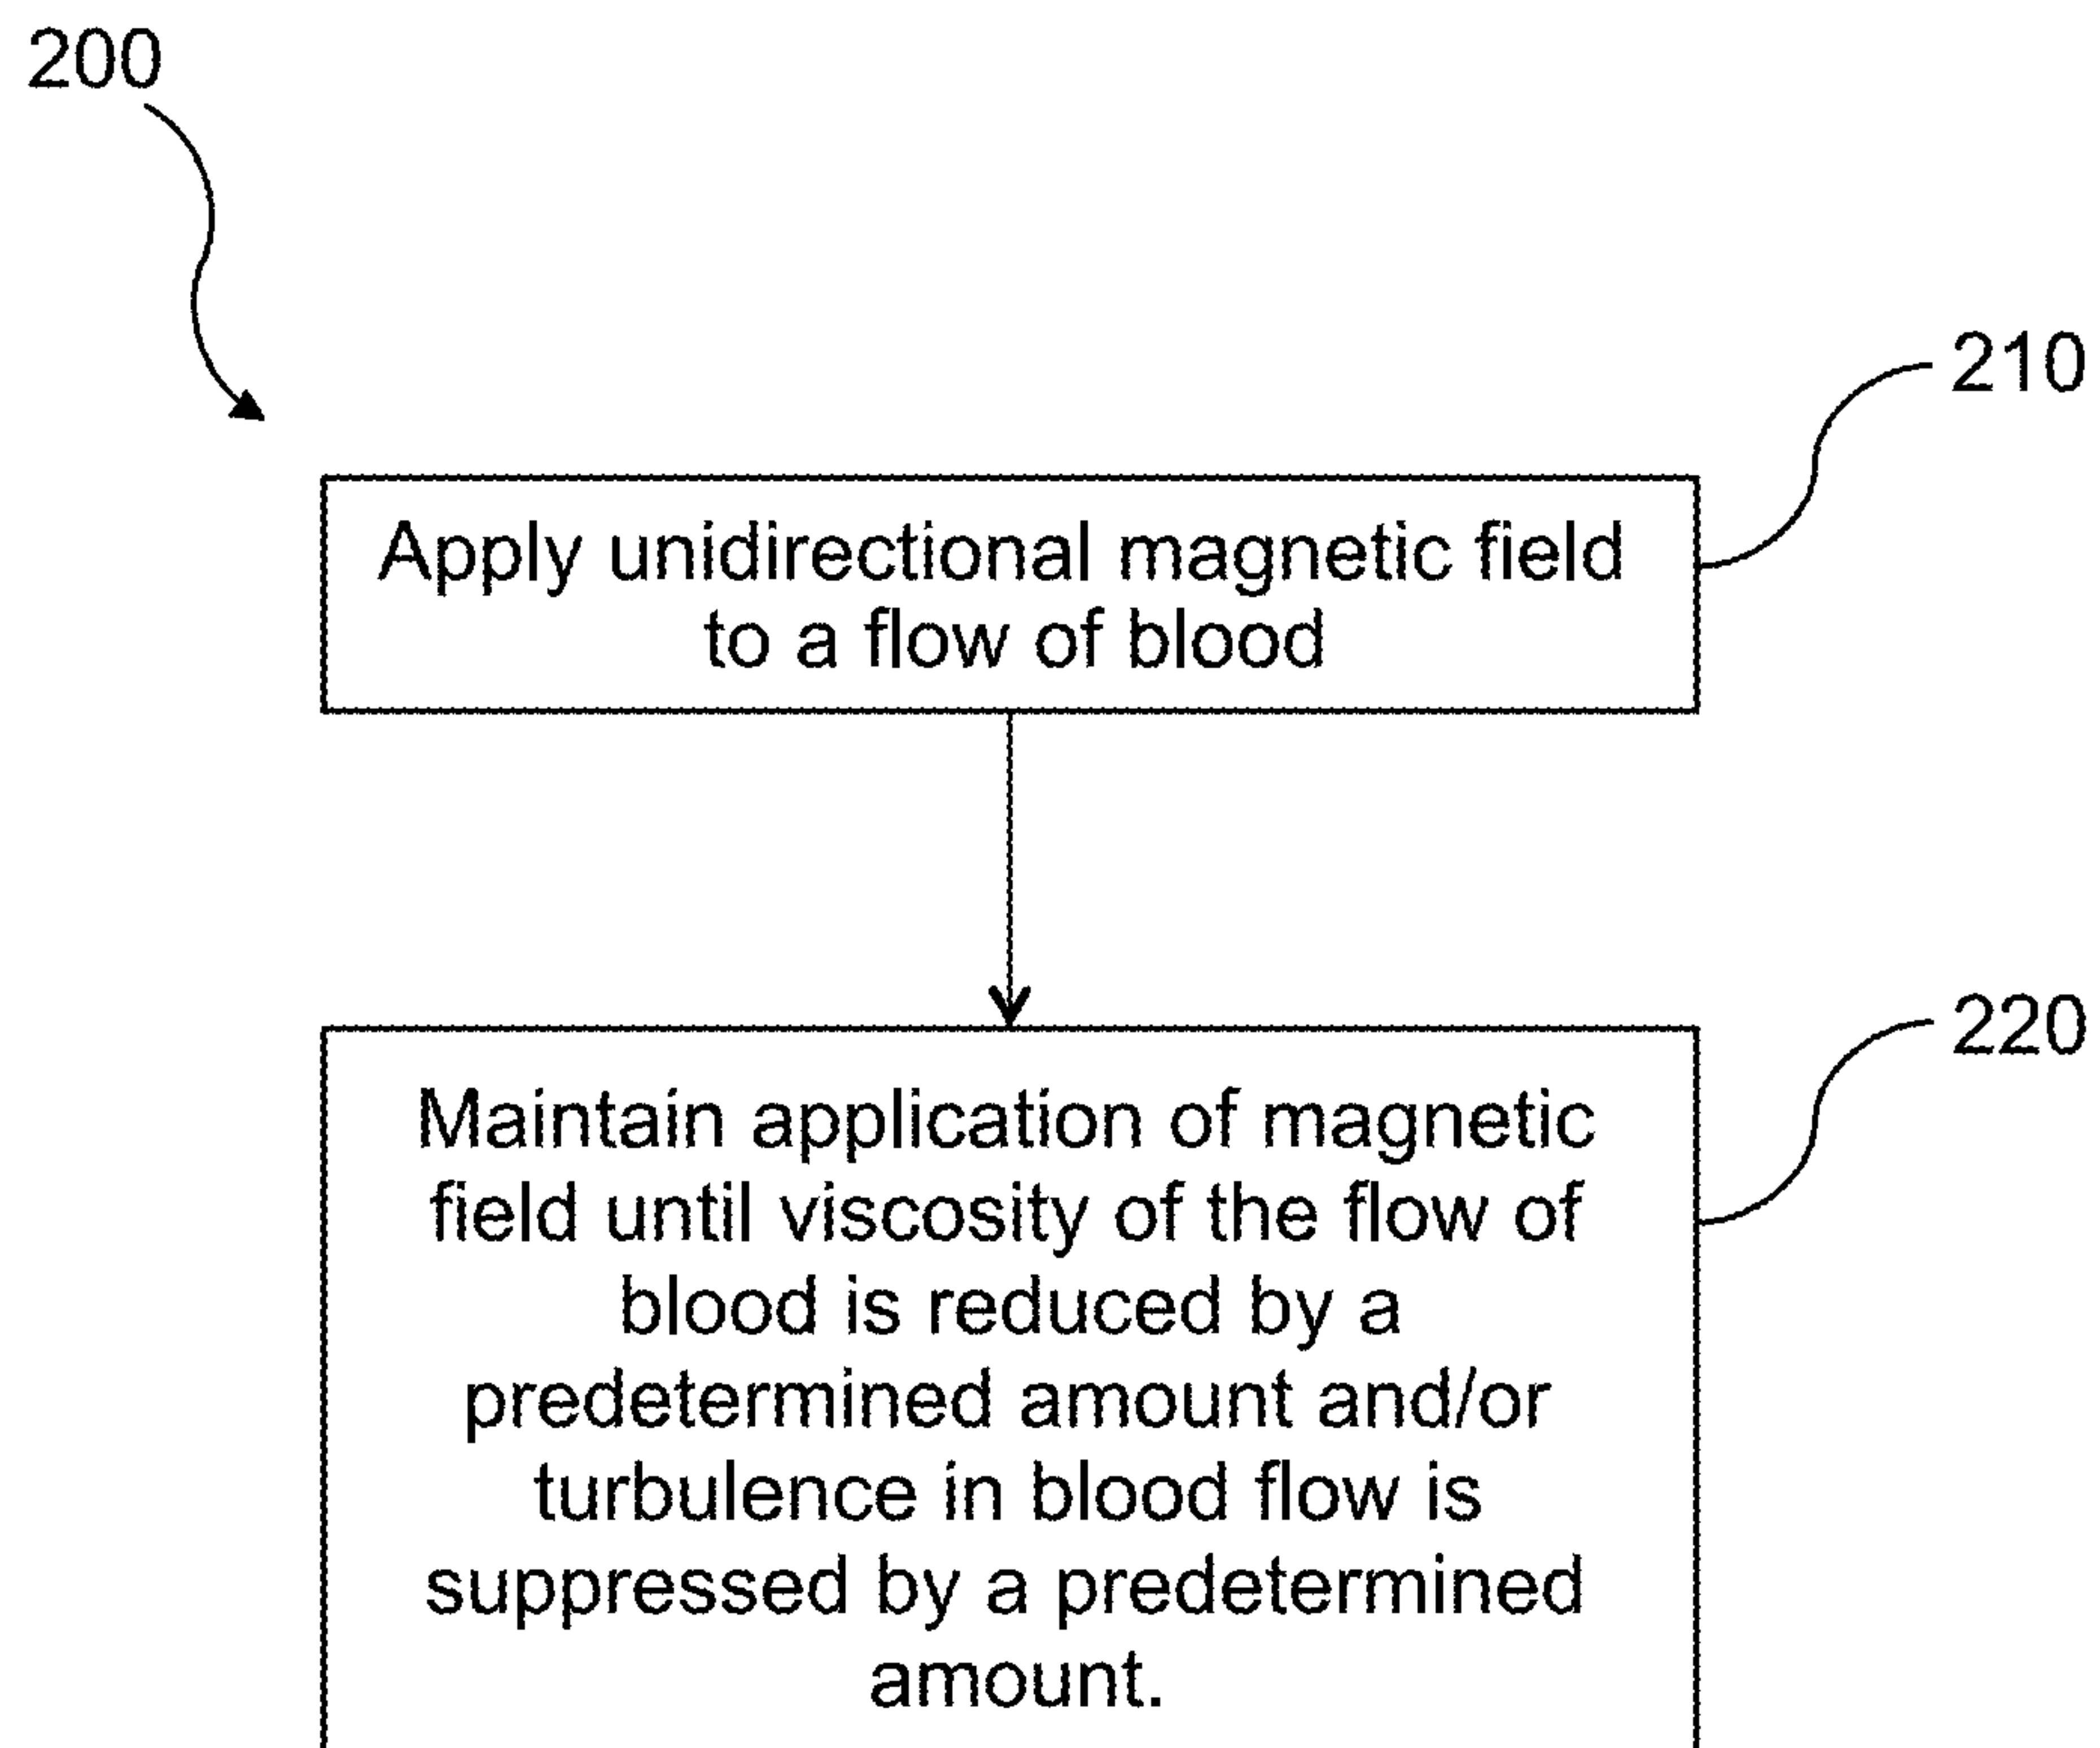 200
210
Apply unidirectional magnetic field
to a flow of blood
220
Maintain application of magnetic
field until viscosity of the flow of
blood is reduced by a
predetermined amount and/or
turbulence in blood flow is
suppressed by a predetermined
amount.